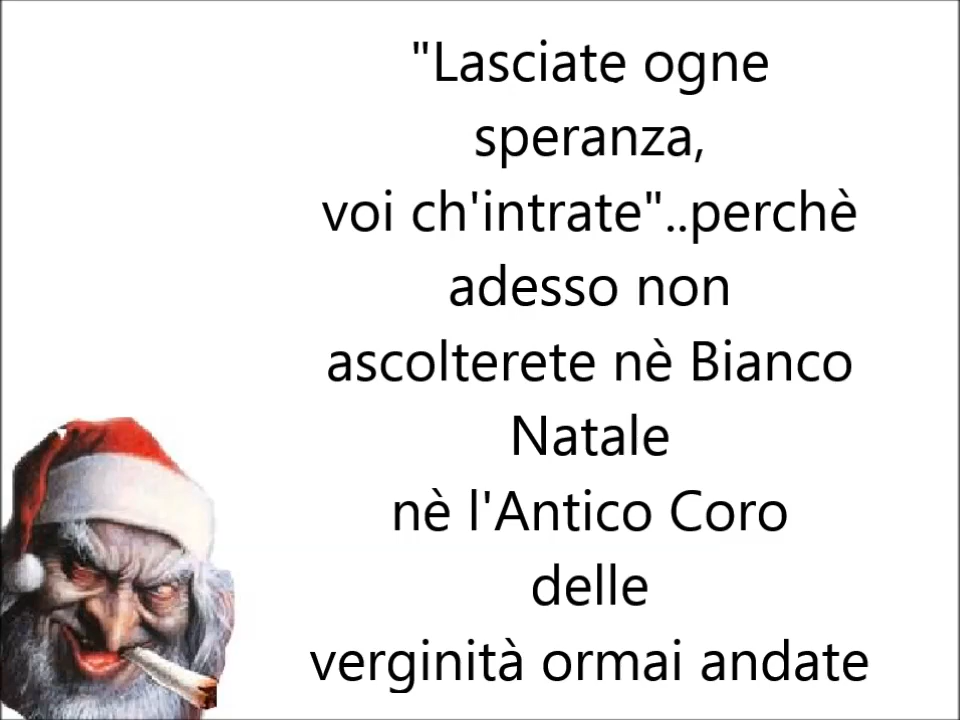 "Lasciate ogne
speranza,
voi ch'intrate"..perchè
adesso non
ascolterete nè Bianco
Natale
nè l'Antico Coro
delle
verginità ormai andate